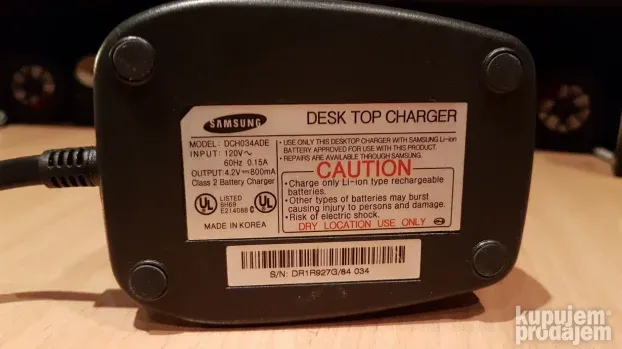 SAMSUNG
DESK TOP CHARGER
MODEL: DCH034ADE
INPUT: 120V~
60Hz 0.15A
OUTPUT: 4.2V⎓800mA
Class 2 Battery Charger
UL
LISTED
5H69
E214088
UL
MADE IN KOREA
• USE ONLY THIS DESKTOP CHARGER WITH SAMSUNG Li-ion
BATTERY APPROVED FOR USE WITH THIS PRODUCT.
• REPAIRS ARE AVAILABLE THROUGH SAMSUNG.
CAUTION
• Charge only Li-ion type rechargeable
batteries.
• Other types of batteries may burst
causing injury to persons and damage.
• Risk of electric shock.
DRY LOCATION USE ONLY
S/N: DR1R927G/84 034
kupujem
prodajem